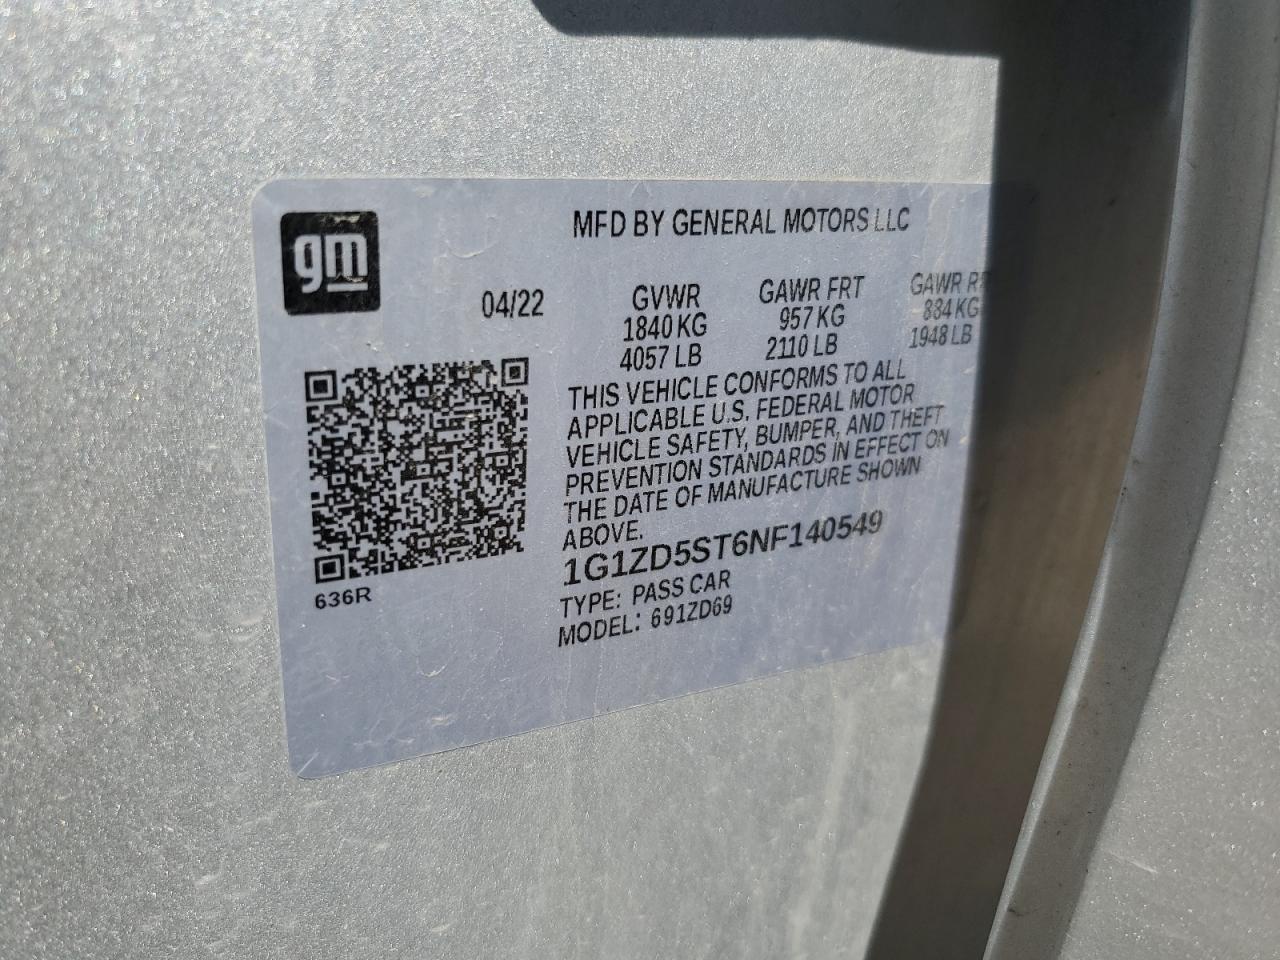 gm
MFD BY GENERAL MOTORS LLC
04/22
GVWR GAWR FRT GAWR
1840 KG 957 KG 884 KG
4057 LB 2110 LB 1948 LB
THIS VEHICLE CONFORMS TO ALL
APPLICABLE U.S. FEDERAL MOTOR
VEHICLE SAFETY, BUMPER, AND THEFT
PREVENTION STANDARDS IN EFFECT ON
THE DATE OF MANUFACTURE SHOWN
ABOVE.
1G1ZD5ST6NF140549
TYPE: PASS CAR
MODEL: 691ZD69
636R